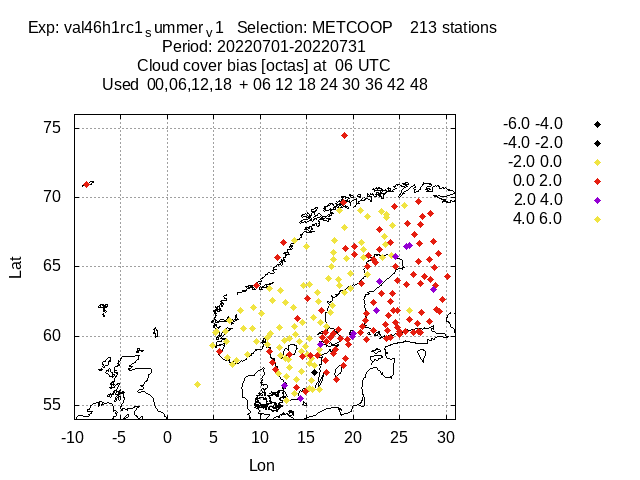 Exp: val46h1rc1summerv1 Selection: METCOOP 213 stations
Period: 20220701-20220731
Cloud cover bias [octas] at 06 UTC
Used 00,06,12,18 + 06 12 18 24 30 36 42 48
-6.0 -4.0
-4.0 -2.0
-2.0 0.0
0.0 2.0
2.0 4.0
4.0 6.0
75
70
65
60
55
Lat
-10 -5 0 5 10 15 20 25 30
Lon